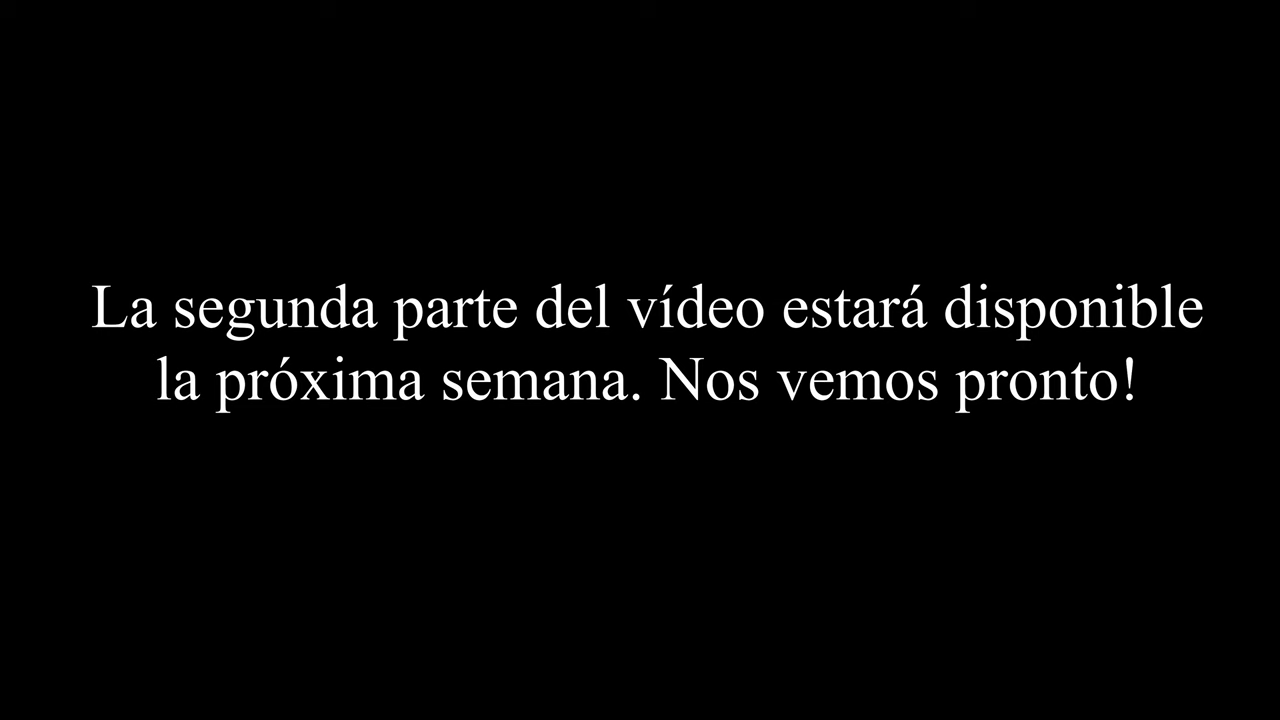 La segunda parte del vídeo estará disponible
la próxima semana. Nos vemos pronto!